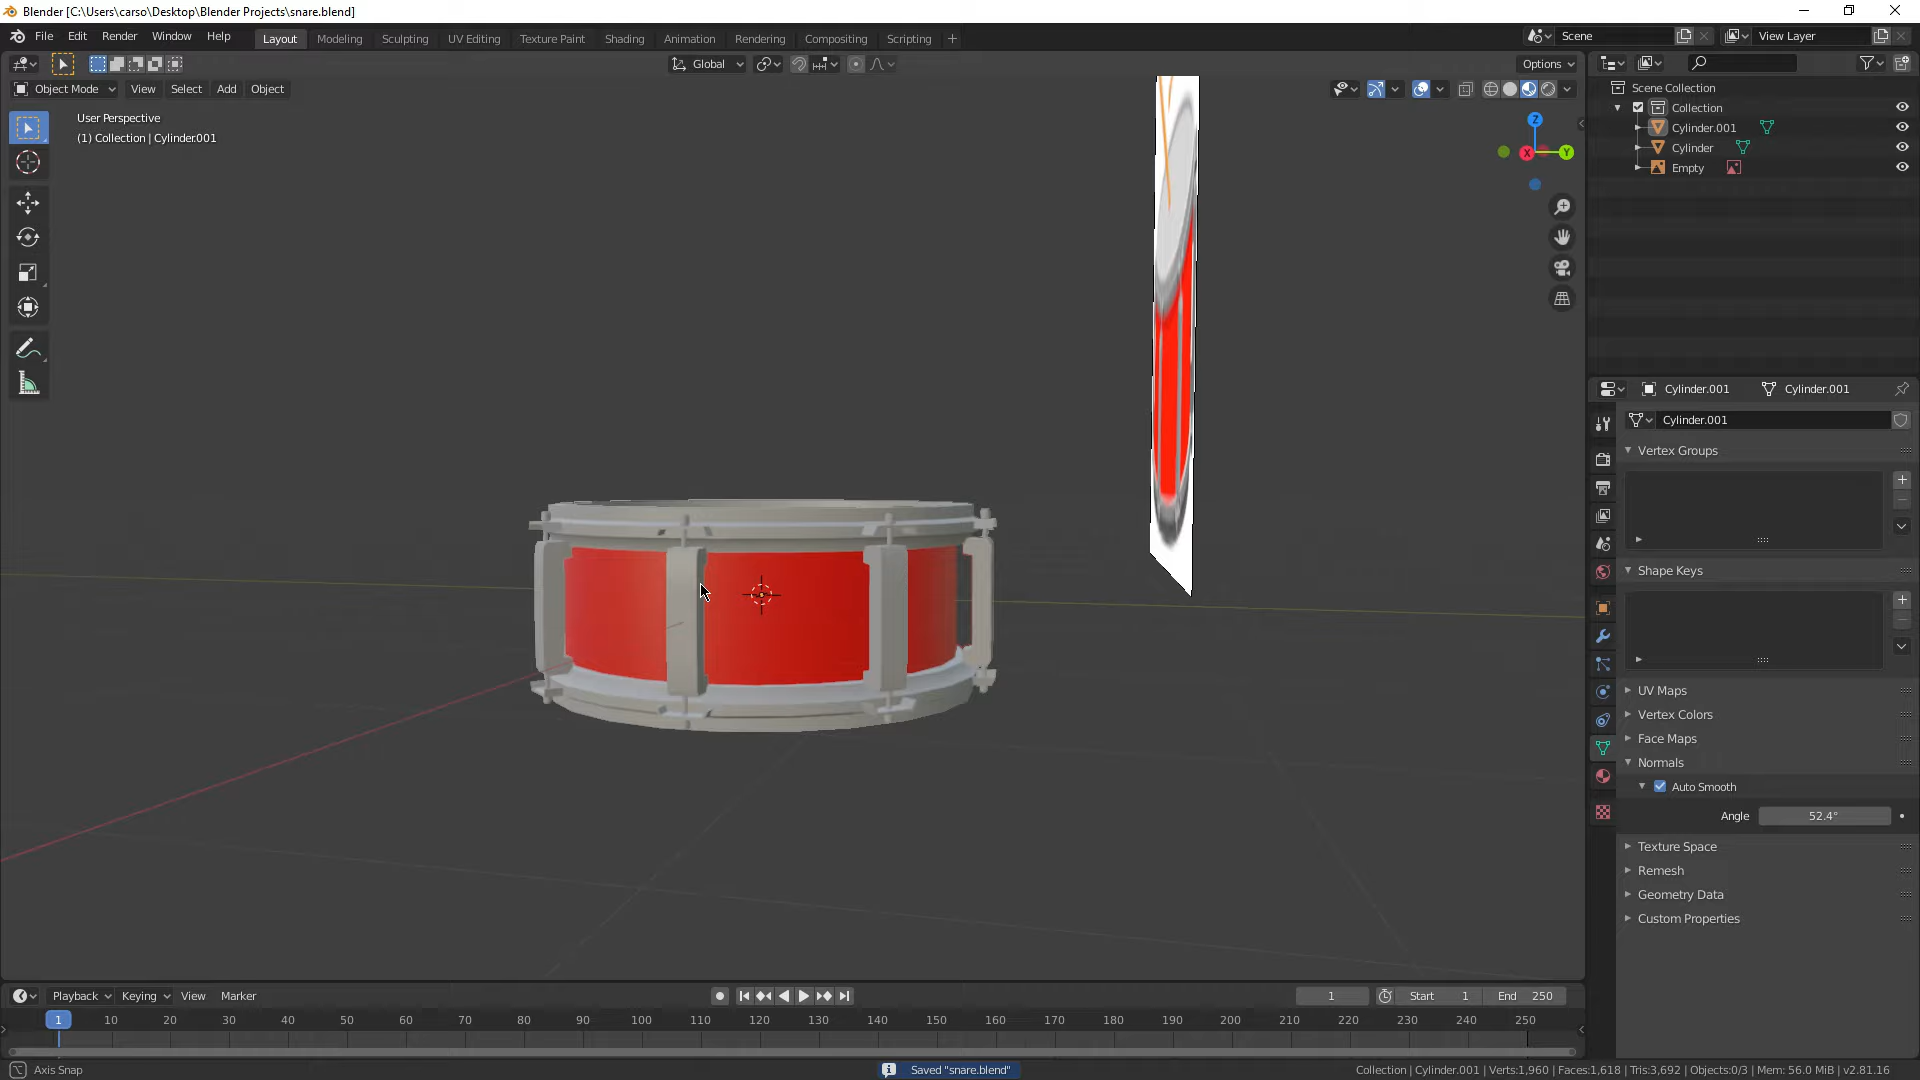 Blender [C:\Users\carso\Desktop\Blender Projects\snare.blend]
File Edit Render Window Help Layout Modeling Sculpting UV Editing Texture Paint Shading Animation Rendering Compositing Scripting + Scene View Layer
Global Options
Object Mode View Select Add Object
User Perspective
(1) Collection | Cylinder.001
Z
X
Y
Scene Collection
Collection
Cylinder.001
Cylinder
Empty
Cylinder.001 Cylinder.001
Cylinder.001
Vertex Groups
Shape Keys
UV Maps
Vertex Colors
Face Maps
Normals
Auto Smooth
Angle 52.4°
Texture Space
Remesh
Geometry Data
Custom Properties
Playback Keying View Marker 1 Start 1 End 250
1 10 20 30 40 50 60 70 80 90 100 110 120 130 140 150 160 170 180 190 200 210 220 230 240 250
Axis Snap Saved "snare.blend" Collection | Cylinder.001 | Verts:1,960 | Faces:1,618 | Tris:3,692 | Objects:0/3 | Mem: 56.0 MiB | v2.81.16